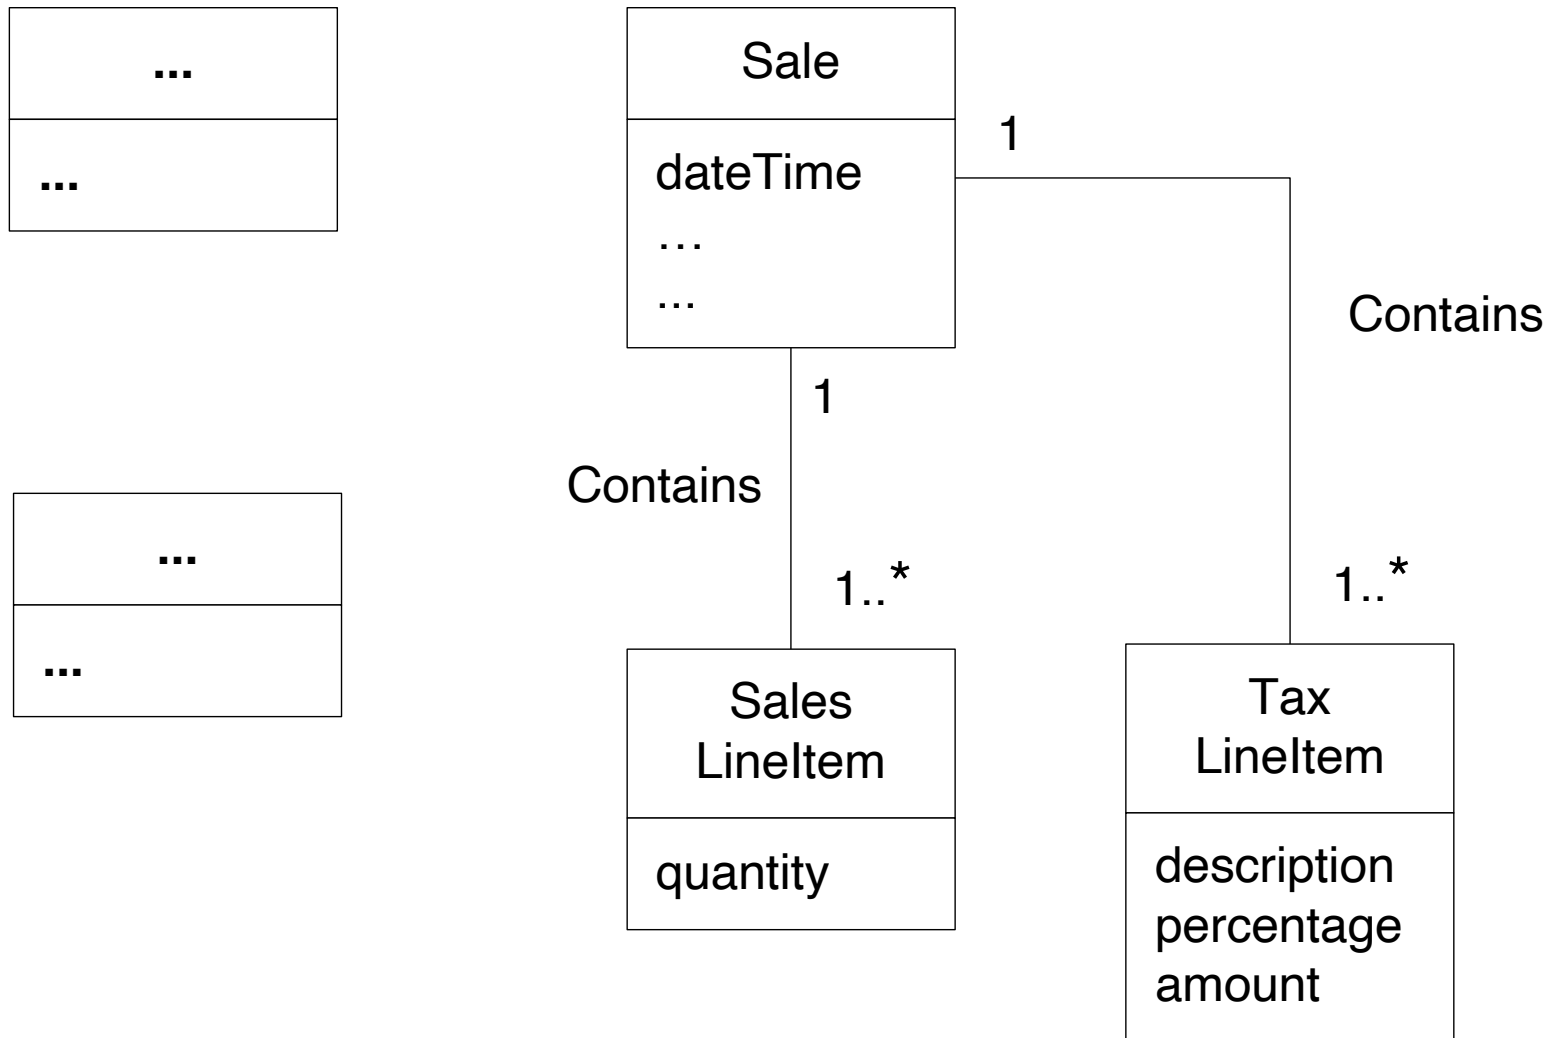 ...
...
Sale
dateTime
...
...
1
Contains
1
Contains
1..*
1..*
...
...
Sales
LineItem
quantity
Tax
LineItem
description
percentage
amount